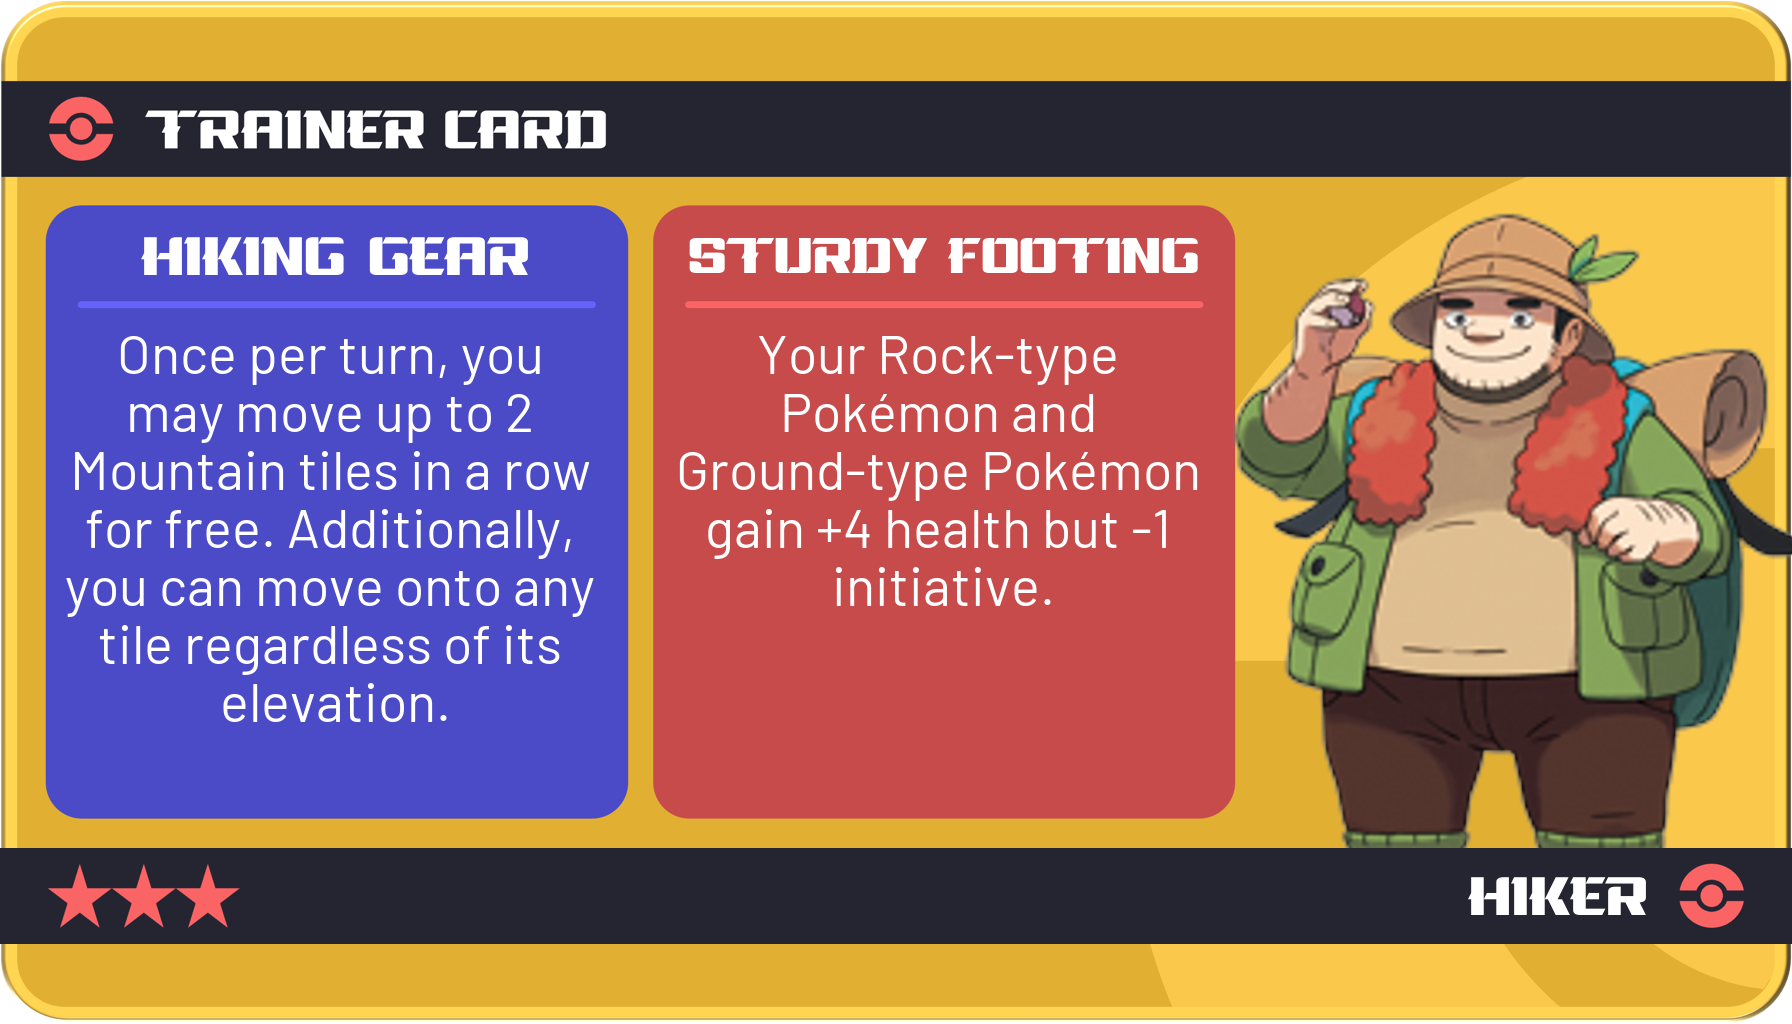 TRAINER CARD
HIKING GEAR
Once per turn, you
may move up to 2
Mountain tiles in a row
for free. Additionally,
you can move onto any
tile regardless of its
elevation.
STURDY FOOTING
Your Rock-type
Pokémon and
Ground-type Pokémon
gain +4 health but -1
initiative.
HIKER